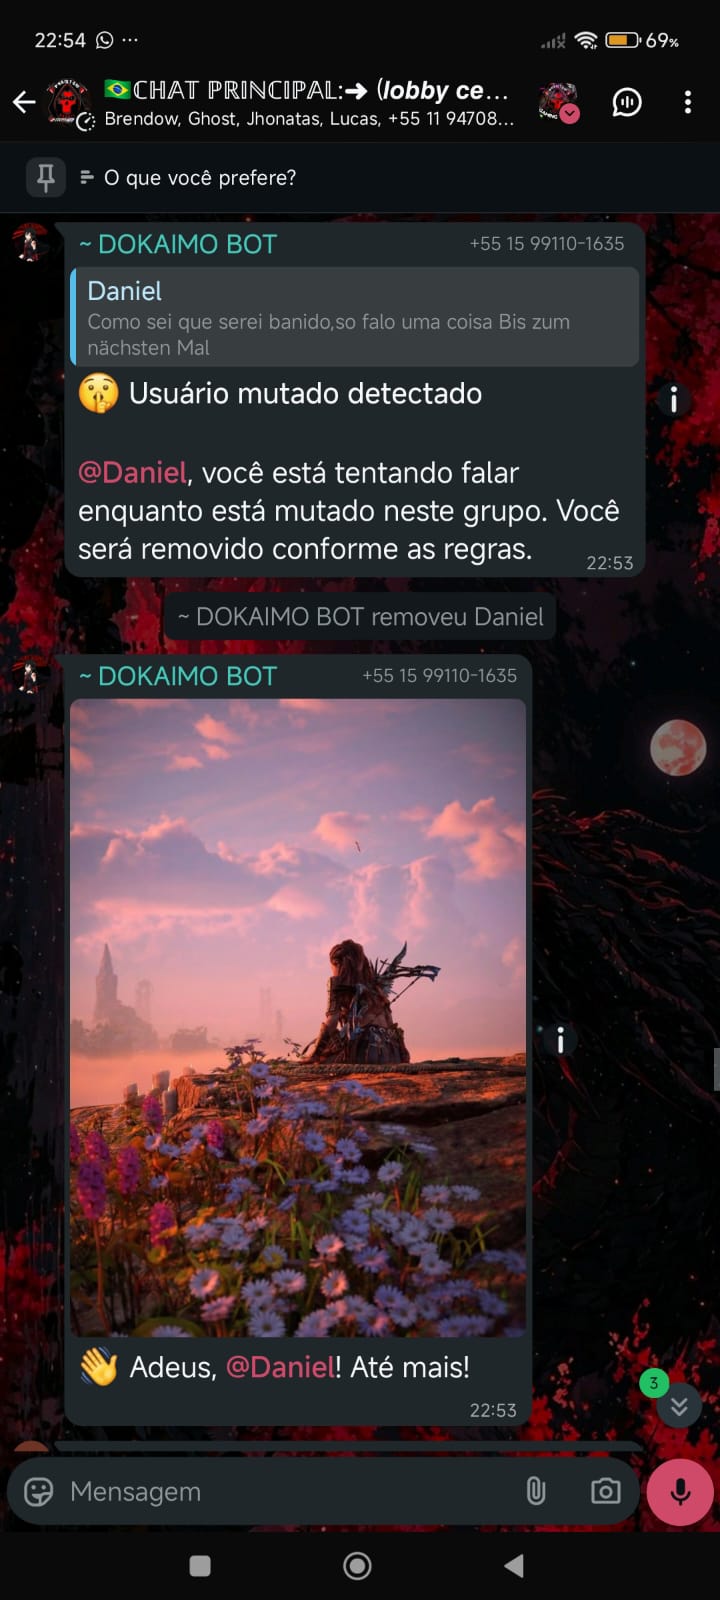 22:54 ...
69%
🇧🇷ℂℍ𝔸𝕋 ℙℝ𝕀ℕℂ𝕀ℙ𝔸𝕃:➜ (𝙡𝙤𝙗𝙗𝙮 𝙘𝙚...
Brendow, Ghost, Jhonatas, Lucas, +55 11 94708...
O que você prefere?
~ DOKAIMO BOT +55 15 99110-1635
Daniel
Como sei que serei banido,so falo uma coisa Bis zum
nächsten Mal
🤫 Usuário mutado detectado
@Daniel, você está tentando falar
enquanto está mutado neste grupo. Você
será removido conforme as regras.
22:53
~ DOKAIMO BOT removeu Daniel
~ DOKAIMO BOT +55 15 99110-1635
👋 Adeus, @Daniel! Até mais!
22:53
3
Mensagem